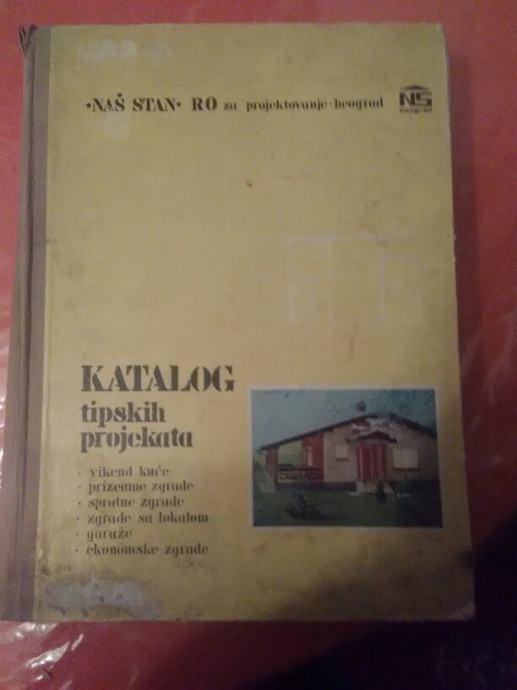 •NAŠ STAN• RO za projektovanje-beograd
NS
beograd
KATALOG
tipskih
projekata
· vikend kuće
· prizemne zgrade
· spratne zgrade
· zgrade sa lokalom
· garaže
· ekonomske zgrade